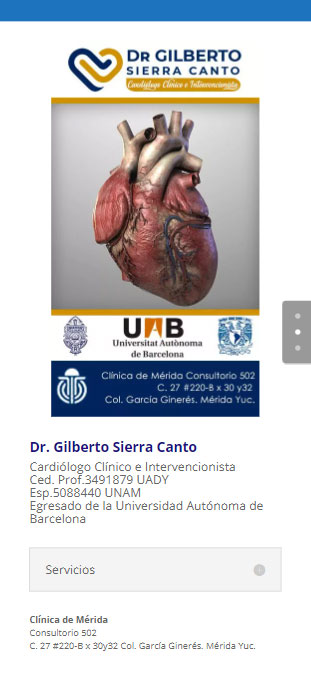 DR GILBERTO
SIERRA CANTO
Cardiólogo Clínico e Intervencionista
UAB
Universitat Autònoma
de Barcelona
Clínica de Mérida Consultorio 502
C. 27 #220-B x 30 y32
Col. García Ginerés. Mérida Yuc.
Dr. Gilberto Sierra Canto
Cardiólogo Clínico e Intervencionista
Ced. Prof.3491879 UADY
Esp.5088440 UNAM
Egresado de la Universidad Autónoma de
Barcelona
Servicios
Clínica de Mérida
Consultorio 502
C. 27 #220-B x 30y32 Col. García Ginerés. Mérida Yuc.